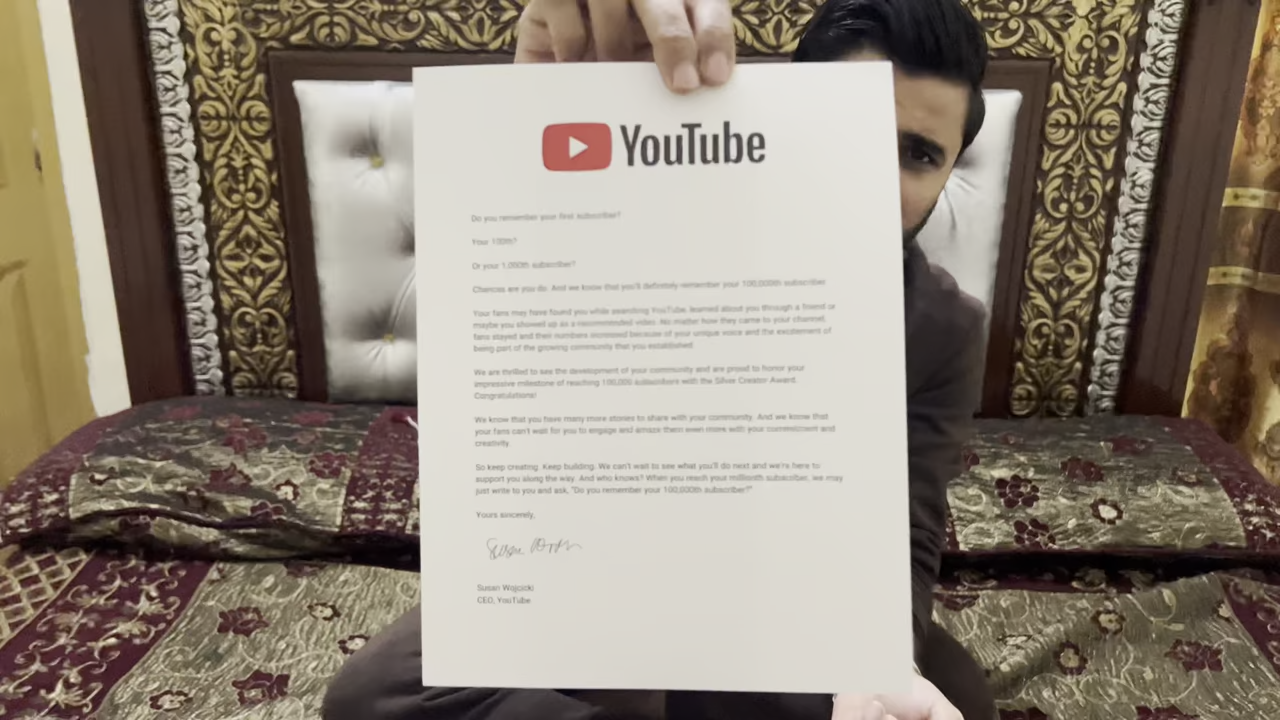 YouTube
Do you remember your first subscriber?
Your 100th?
Or your 1,000th subscriber?
Chances are you do. And we know that you'll definitely remember your 100,000th subscriber.
Your fans may have found you while searching YouTube, learned about you through a friend or
maybe you showed up as a recommended video. No matter how they came to your channel,
fans stayed and their numbers increased because of your unique voice and the excitement of
being part of the growing community that you established.
We are thrilled to see the development of your community and are proud to honor your
impressive milestone of reaching 100,000 subscribers with the Silver Creator Award.
Congratulations!
We know that you have many more stories to share with your community. And we know that
your fans can't wait for you to engage and amaze them even more with your commitment and
creativity.
So keep creating. Keep building. We can't wait to see what you'll do next and we're here to
support you along the way. And who knows? When you reach your millionth subscriber, we may
just write to you and ask, "Do you remember your 100,000th subscriber?"
Yours sincerely,
Susan Wojcicki
CEO, YouTube